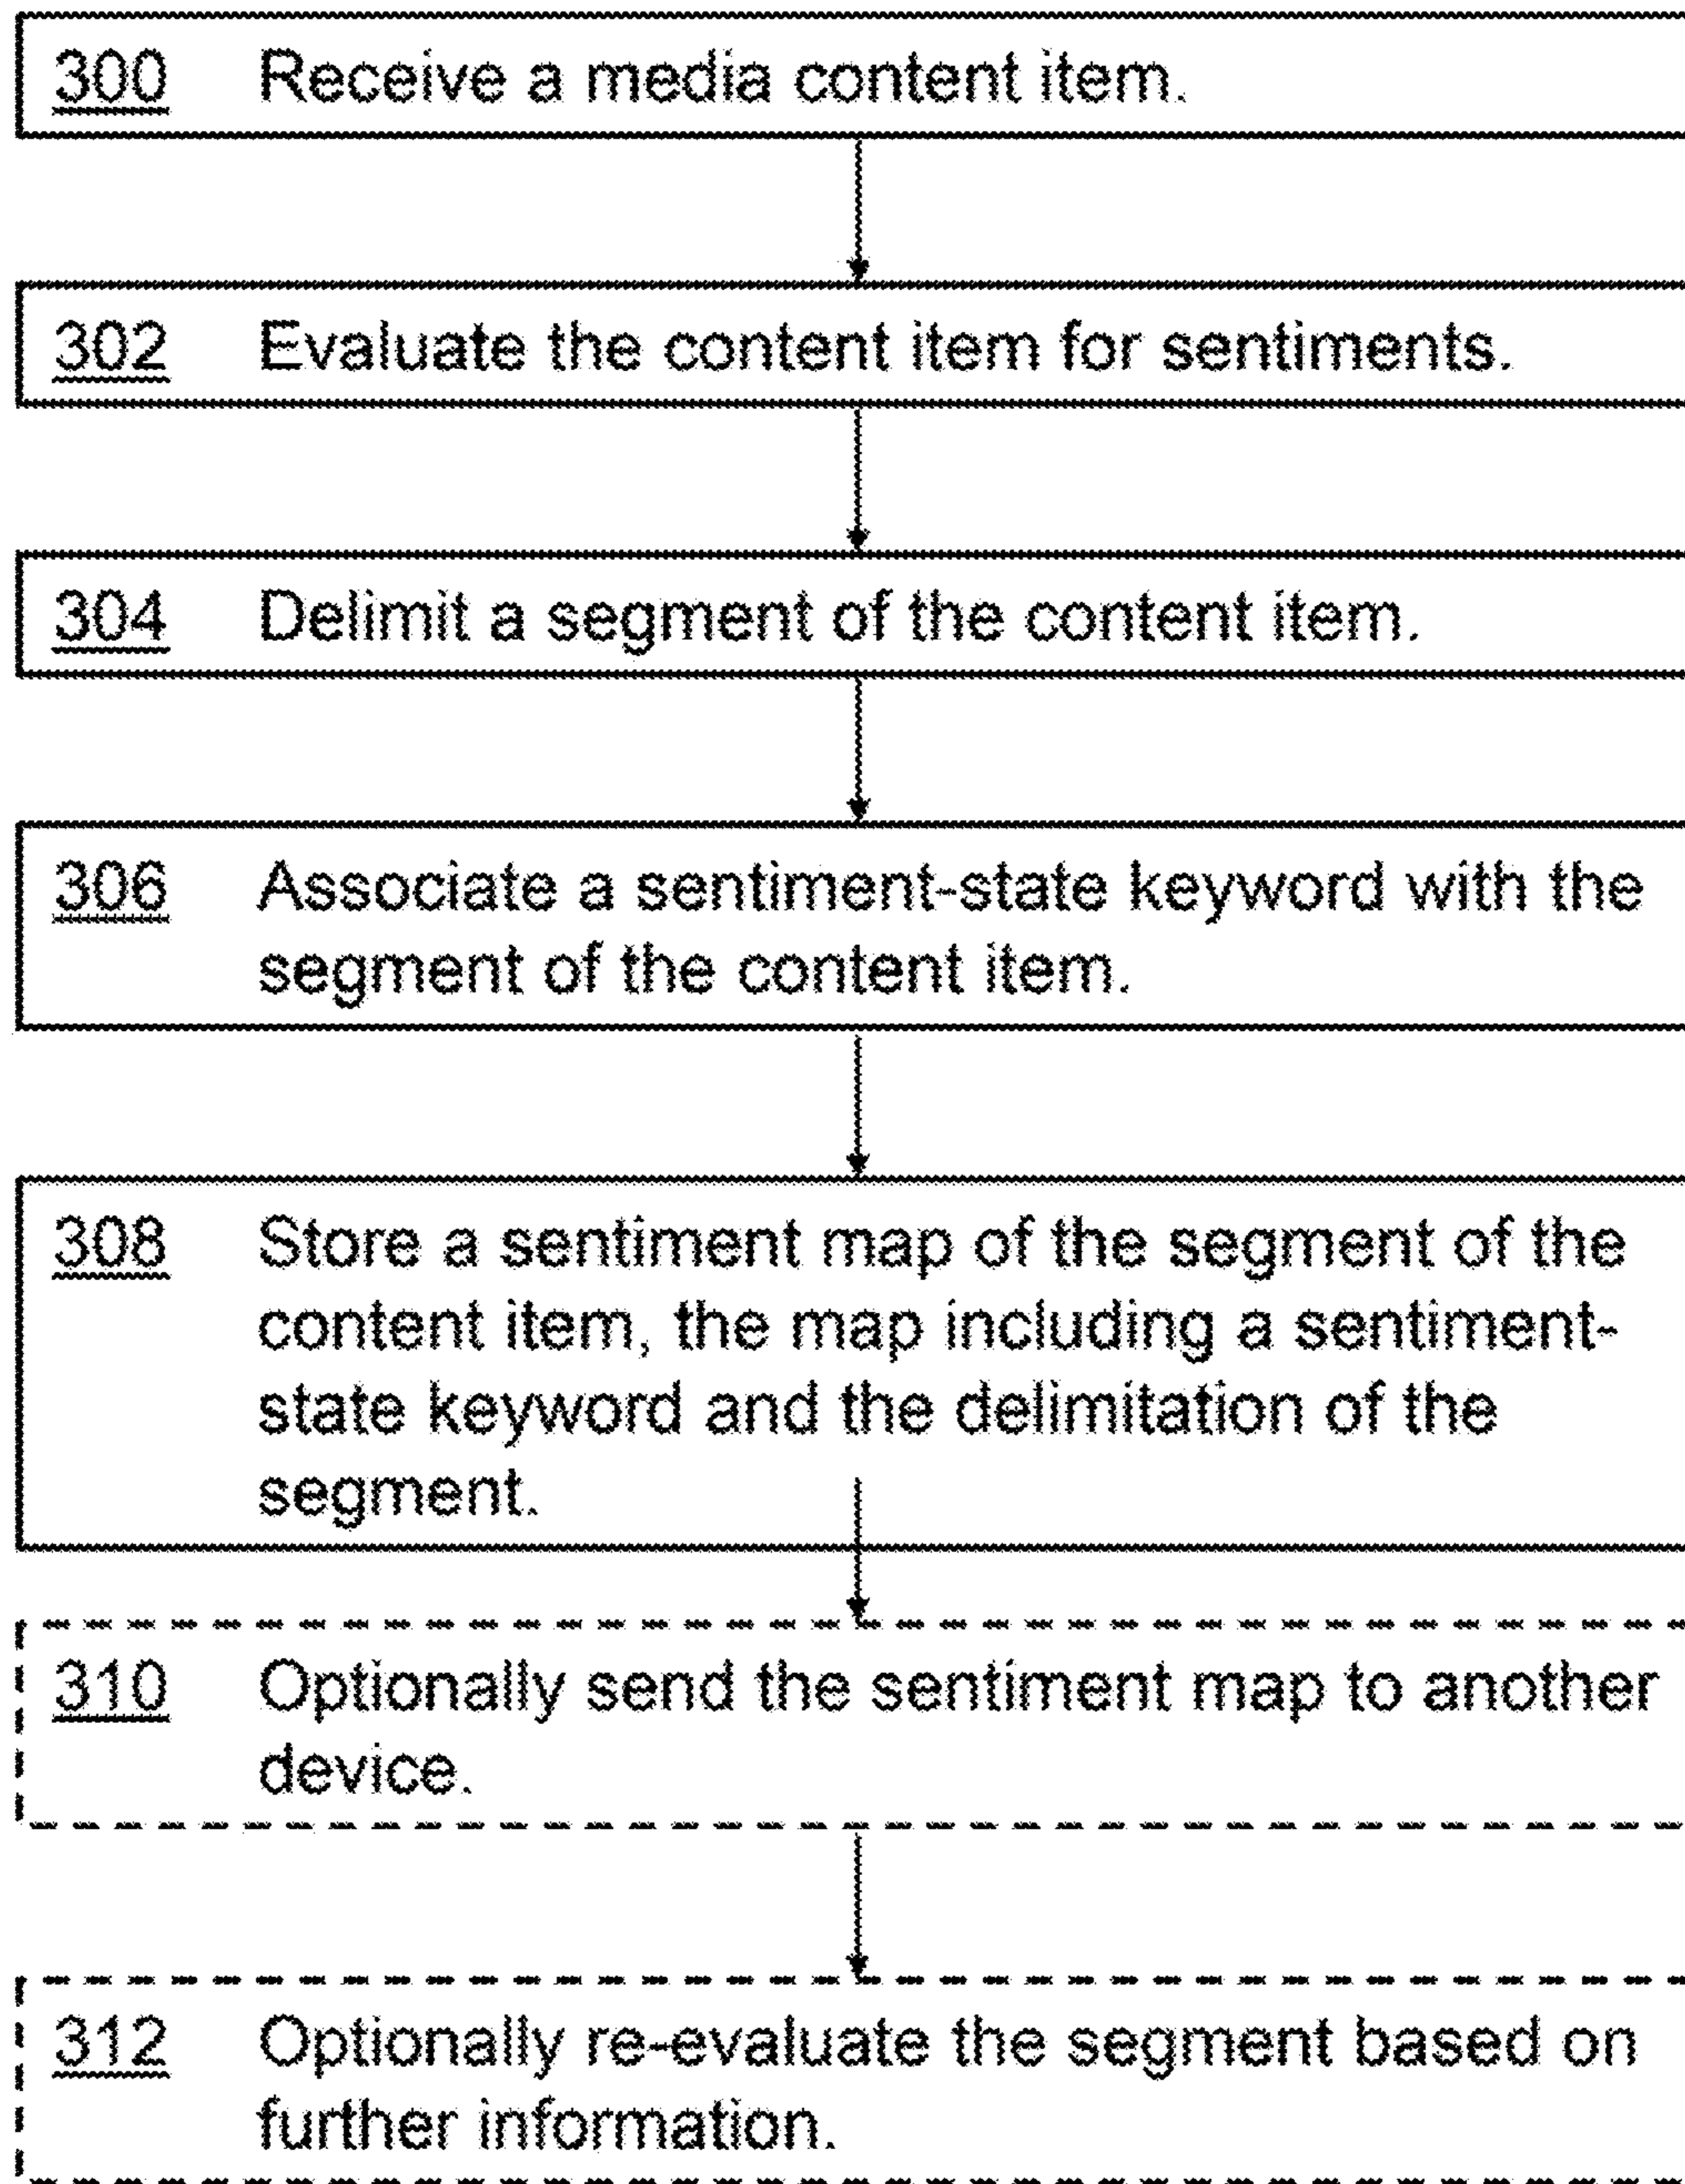 300 Receive a media content item.
302 Evaluate the content item for sentiments.
304 Delimit a segment of the content item.
306 Associate a sentiment-state keyword with the
segment of the content item.
308 Store a sentiment map of the segment of the
content item, the map including a sentiment-
state keyword and the delimitation of the
segment.
310 Optionally send the sentiment map to another
device.
312 Optionally re-evaluate the segment based on
further information.